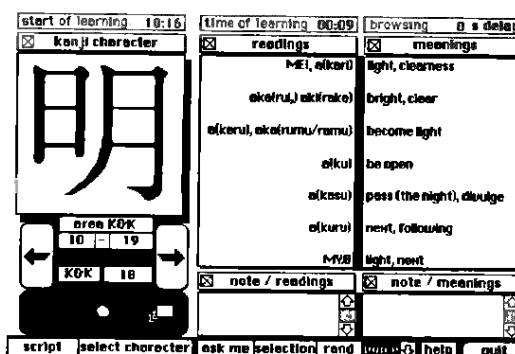 start of learning 10:16
time of learning 00:09
browsing 0 s delay
kanji character
readings
meanings
明
MEI, a(kari) light, clearness
aka(rui,) aki(raka) bright, clear
a(keru), aka(rumu/ramu) become light
a(ku) be open
a(kasu) pass (the night), divulge
a(kuru) next, following
MYŌ light, next
area K&K
10 - 19
K&K 18
note / readings
note / meanings
script select character ask me selection rand help quit